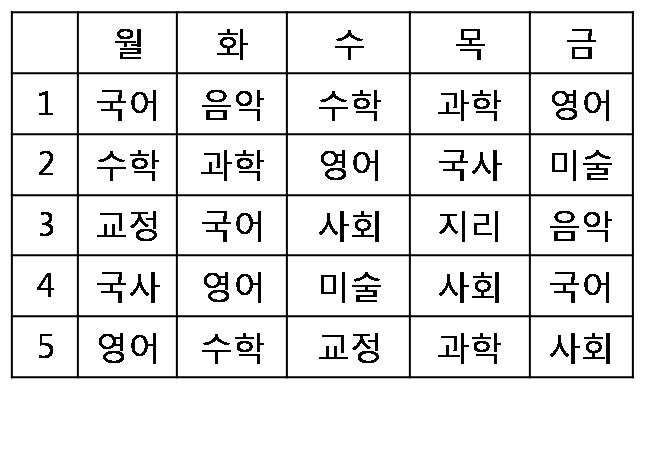 월 화 수 목 금
1 국어 음악 수학 과학 영어
2 수학 과학 영어 국사 미술
3 교정 국어 사회 지리 음악
4 국사 영어 미술 사회 국어
5 영어 수학 교정 과학 사회